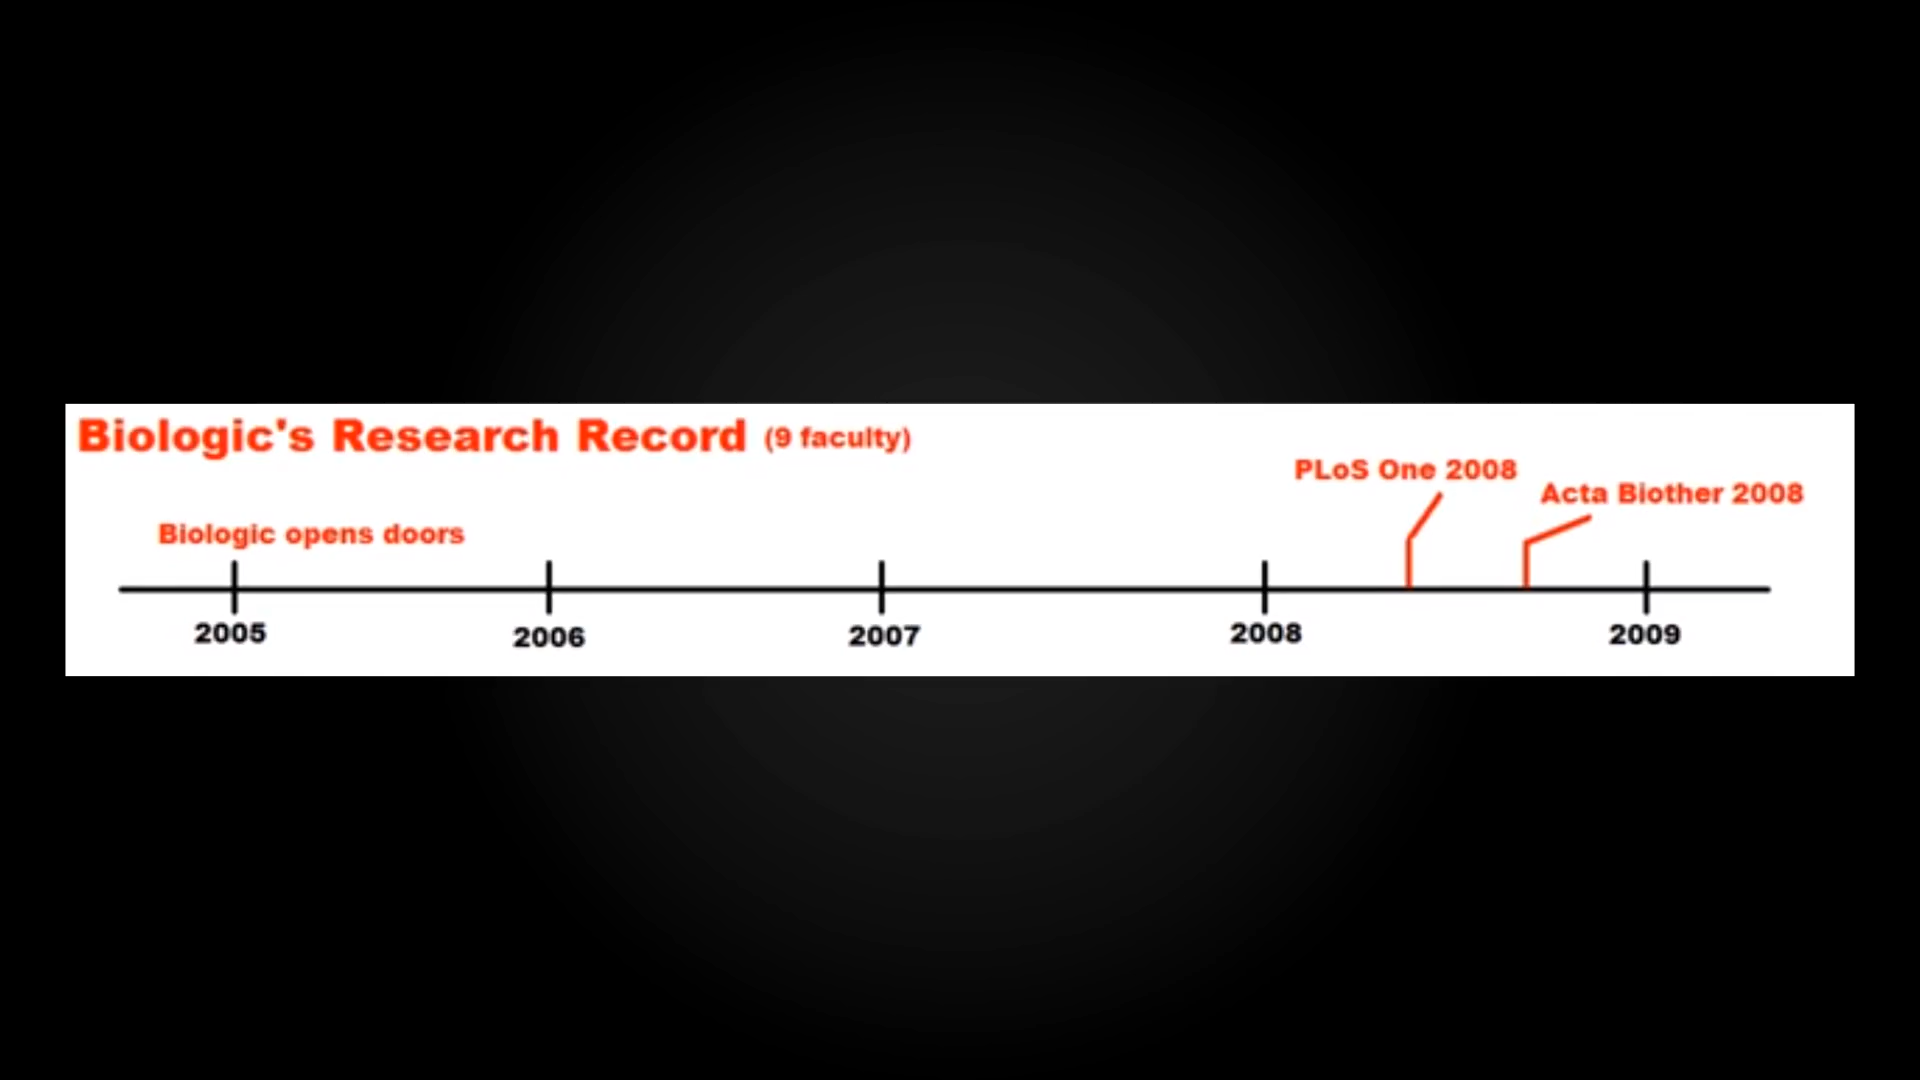 Biologic's Research Record (9 faculty)
PLoS One 2008
Acta Biother 2008
Biologic opens doors
2005 2006 2007 2008 2009